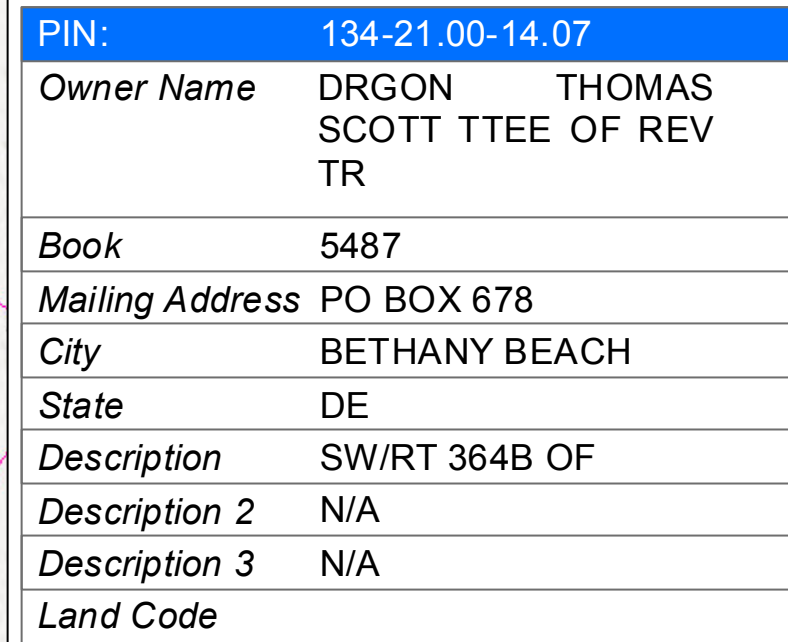 PIN: 134-21.00-14.07
Owner Name DRGON THOMAS
SCOTT TTEE OF REV
TR
Book 5487
Mailing Address PO BOX 678
City BETHANY BEACH
State DE
Description SW/RT 364B OF
Description 2 N/A
Description 3 N/A
Land Code